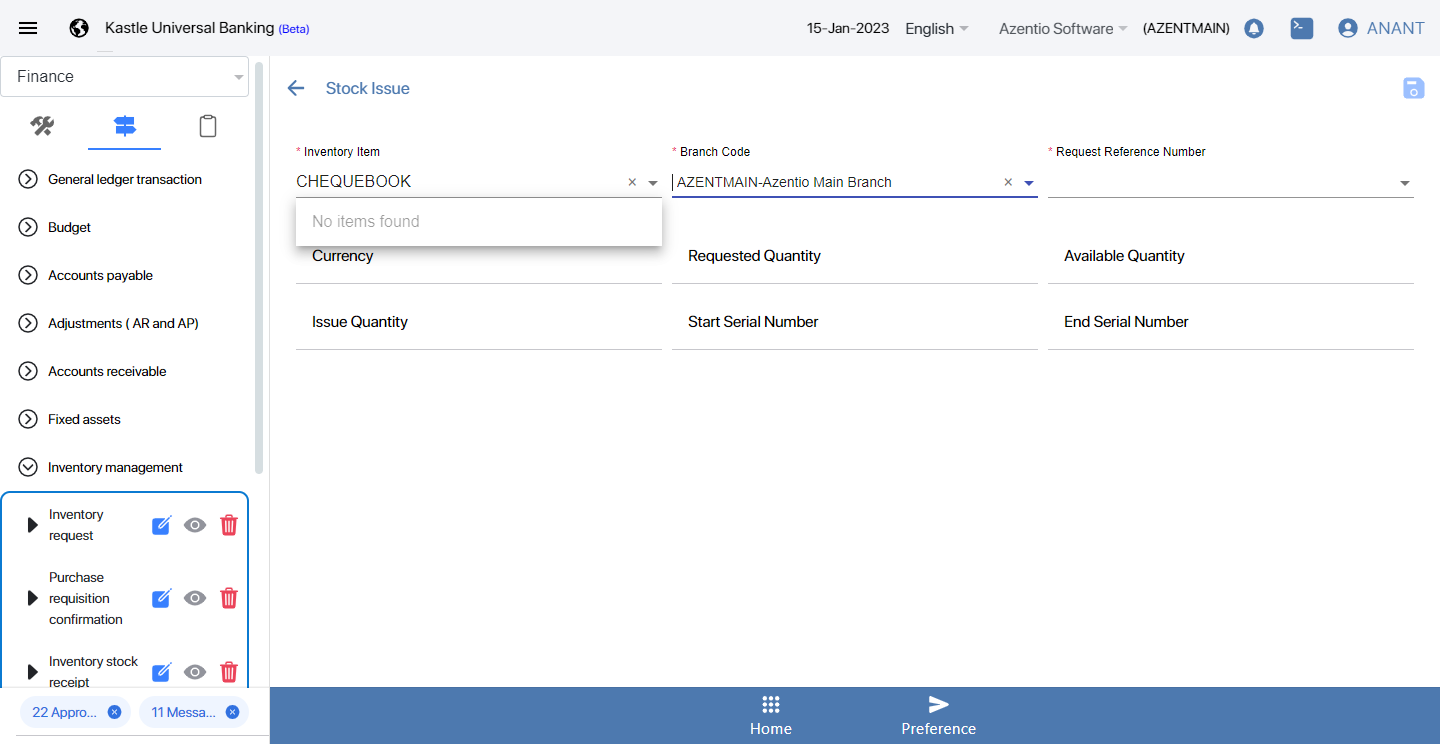 Kastle Universal Banking (Beta)
15-Jan-2023 English Azentio Software (AZENTMAIN) ANANT
Finance
General ledger transaction
Budget
Accounts payable
Adjustments ( AR and AP)
Accounts receivable
Fixed assets
Inventory management
Inventory
request
Purchase
requisition
confirmation
Inventory stock
receipt
22 Appro...
11 Messa...
Stock Issue
* Inventory Item
CHEQUEBOOK
No items found
* Branch Code
AZENTMAIN-Azentio Main Branch
* Request Reference Number
Currency
Requested Quantity
Available Quantity
Issue Quantity
Start Serial Number
End Serial Number
Home
Preference